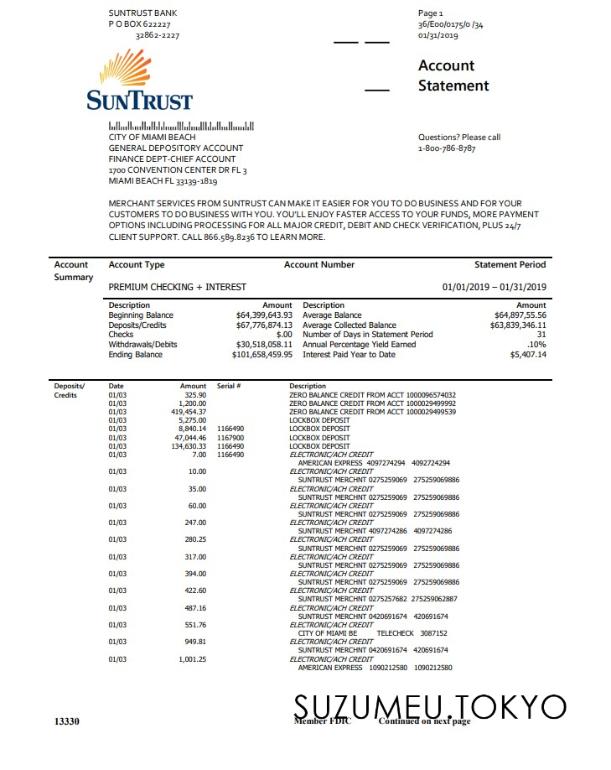 SUNTRUST BANK
P O BOX 622227
32862-2227
Page 1
36/E00/0175/0 /34
01/31/2019
Account
Statement
SUNTRUST
CITY OF MIAMI BEACH
GENERAL DEPOSITORY ACCOUNT
FINANCE DEPT-CHIEF ACCOUNT
1700 CONVENTION CENTER DR FL 3
MIAMI BEACH FL 33139-1819
Questions? Please call
1-800-786-8787
MERCHANT SERVICES FROM SUNTRUST CAN MAKE IT EASIER FOR YOU TO DO BUSINESS AND FOR YOUR
CUSTOMERS TO DO BUSINESS WITH YOU. YOU'LL ENJOY FASTER ACCESS TO YOUR FUNDS, MORE PAYMENT
OPTIONS INCLUDING PROCESSING FOR ALL MAJOR CREDIT, DEBIT AND CHECK VERIFICATION, PLUS 24/7
CLIENT SUPPORT. CALL 866.589.8236 TO LEARN MORE.
Account Summary
Account Type Account Number Statement Period
PREMIUM CHECKING + INTEREST 01/01/2019 – 01/31/2019
Description Amount Description Amount
Beginning Balance $64,399,643.93 Average Balance $64,897,55.56
Deposits/Credits $67,776,874.13 Average Collected Balance $63,839,346.11
Checks $.00 Number of Days in Statement Period 31
Withdrawals/Debits $30,518,058.11 Annual Percentage Yield Earned .10%
Ending Balance $101,658,459.95 Interest Paid Year to Date $5,407.14
Deposits/ Credits
Date Amount Serial # Description
01/03 325.90 ZERO BALANCE CREDIT FROM ACCT 1000096574032
01/03 1,200.00 ZERO BALANCE CREDIT FROM ACCT 1000029499992
01/03 419,454.37 ZERO BALANCE CREDIT FROM ACCT 1000029499539
01/03 5,275.00 LOCKBOX DEPOSIT
01/03 8,840.14 1166490 LOCKBOX DEPOSIT
01/03 47,044.46 1167900 LOCKBOX DEPOSIT
01/03 134,630.33 1166490 LOCKBOX DEPOSIT
01/03 7.00 1166490 ELECTRONIC/ACH CREDIT
AMERICAN EXPRESS 4097274294 4092724294
01/03 10.00 ELECTRONIC/ACH CREDIT
SUNTRUST MERCHNT 0275259069 275259069886
01/03 35.00 ELECTRONIC/ACH CREDIT
SUNTRUST MERCHNT 0275259069 275259069886
01/03 60.00 ELECTRONIC/ACH CREDIT
SUNTRUST MERCHNT 0275259069 275259069886
01/03 247.00 ELECTRONIC/ACH CREDIT
SUNTRUST MERCHNT 4097274286 4097274286
01/03 280.25 ELECTRONIC/ACH CREDIT
SUNTRUST MERCHNT 0275259069 275259069886
01/03 317.00 ELECTRONIC/ACH CREDIT
SUNTRUST MERCHNT 0275259069 275259069886
01/03 394.00 ELECTRONIC/ACH CREDIT
SUNTRUST MERCHNT 0275259069 275259069886
01/03 422.60 ELECTRONIC/ACH CREDIT
SUNTRUST MERCHNT 0275257682 275259062887
01/03 487.16 ELECTRONIC/ACH CREDIT
SUNTRUST MERCHNT 0420691674 420691674
01/03 551.76 ELECTRONIC/ACH CREDIT
CITY OF MIAMI BE TELECHECK 3087152
01/03 949.81 ELECTRONIC/ACH CREDIT
SUNTRUST MERCHNT 0420691674 420691674
01/03 1,001.25 ELECTRONIC/ACH CREDIT
AMERICAN EXPRESS 1090212580 1090212580
SUZUMEU.TOKYO
13330 Member FDIC Continued on next page